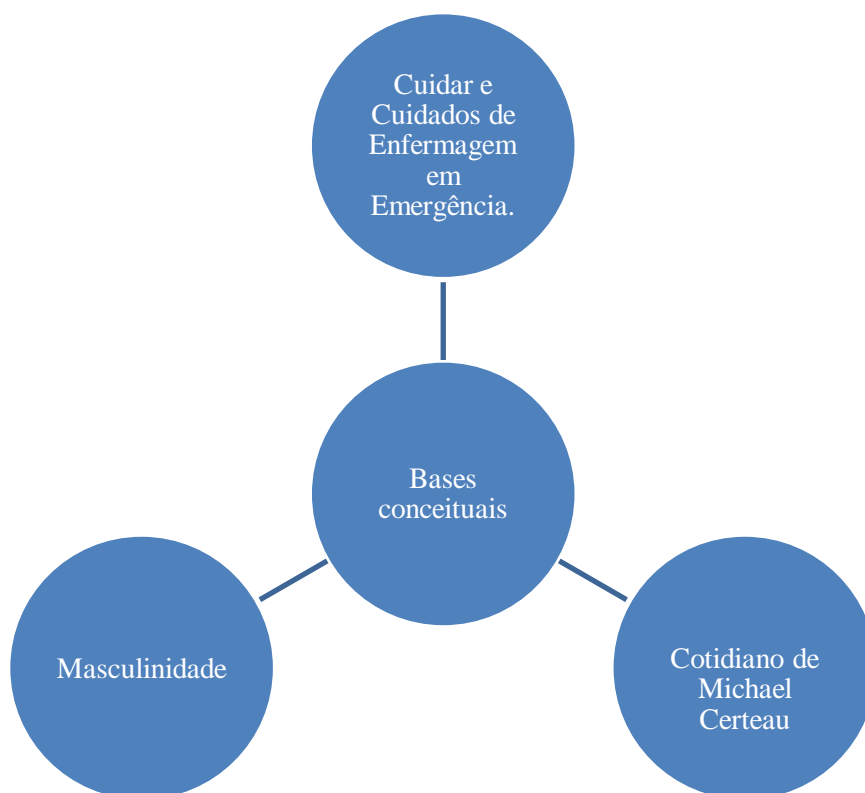 Cuidar e
Cuidados de
Enfermagem
em
Emergência.
Bases
conceituais
Masculinidade
Cotidiano de
Michael
Certeau